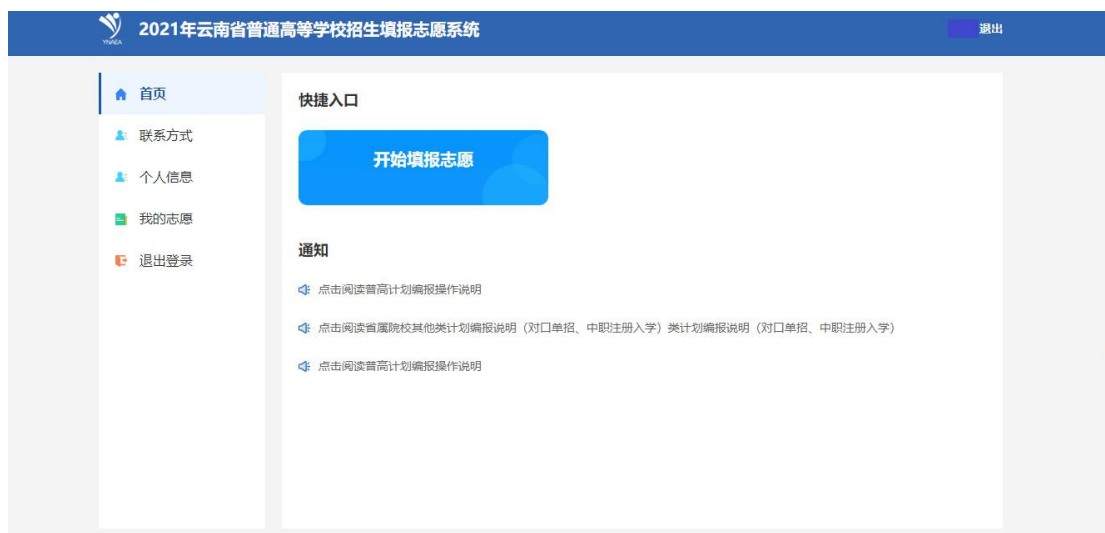 YNAEA
2021年云南省普通高等学校招生填报志愿系统
退出
首页
联系方式
个人信息
我的志愿
退出登录
快捷入口
开始填报志愿
通知
点击阅读普高计划编报操作说明
点击阅读省属院校其他类计划编报说明（对口单招、中职注册入学）类计划编报说明（对口单招、中职注册入学）
点击阅读普高计划编报操作说明